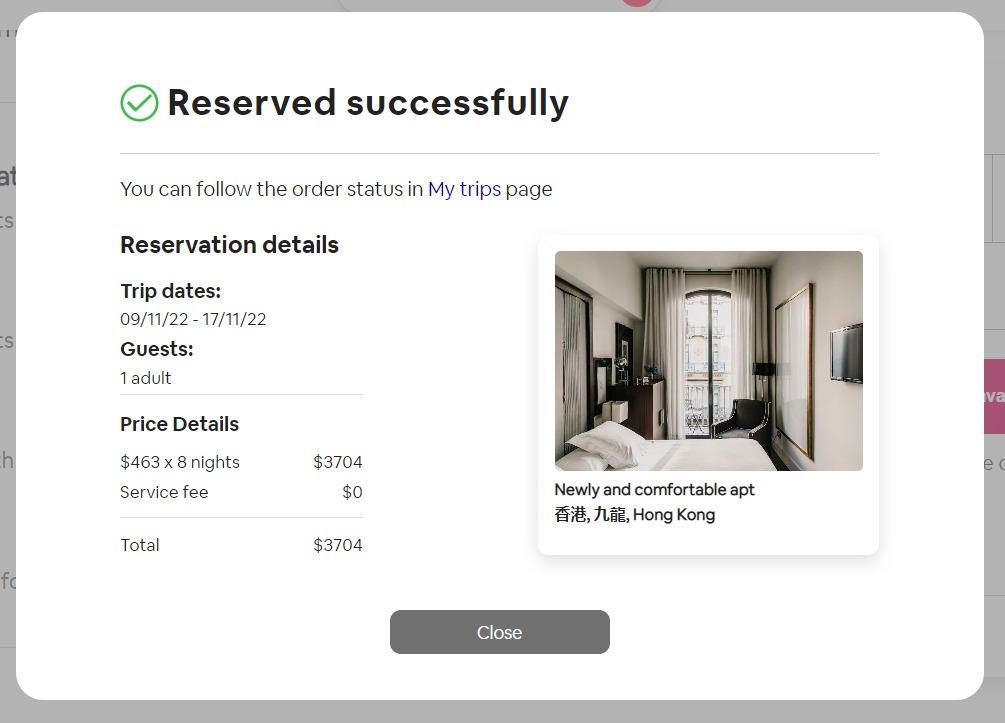 Reserved successfully
You can follow the order status in My trips page
Reservation details
Trip dates:
09/11/22 - 17/11/22
Guests:
1 adult
Price Details
$463 x 8 nights $3704
Service fee $0
Total $3704
Newly and comfortable apt
香港, 九龍, Hong Kong
Close